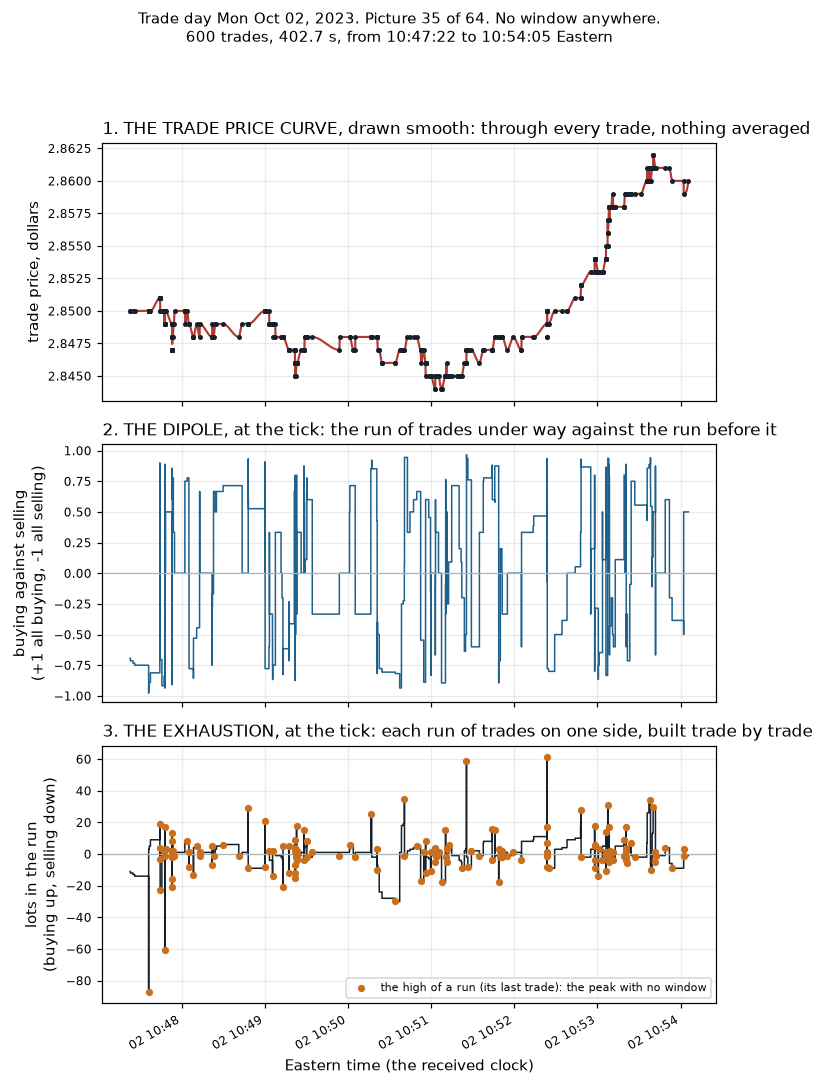 Trade day Mon Oct 02, 2023. Picture 35 of 64. No window anywhere.
600 trades, 402.7 s, from 10:47:22 to 10:54:05 Eastern
1. THE TRADE PRICE CURVE, drawn smooth: through every trade, nothing averaged
trade price, dollars
2.8625
2.8600
2.8575
2.8550
2.8525
2.8500
2.8475
2.8450
2. THE DIPOLE, at the tick: the run of trades under way against the run before it
buying against selling
(+1 all buying, -1 all selling)
1.00
0.75
0.50
0.25
0.00
−0.25
−0.50
−0.75
−1.00
3. THE EXHAUSTION, at the tick: each run of trades on one side, built trade by trade
lots in the run
(buying up, selling down)
60
40
20
0
−20
−40
−60
−80
the high of a run (its last trade): the peak with no window
02 10:48
02 10:49
02 10:50
02 10:51
02 10:52
02 10:53
02 10:54
Eastern time (the received clock)